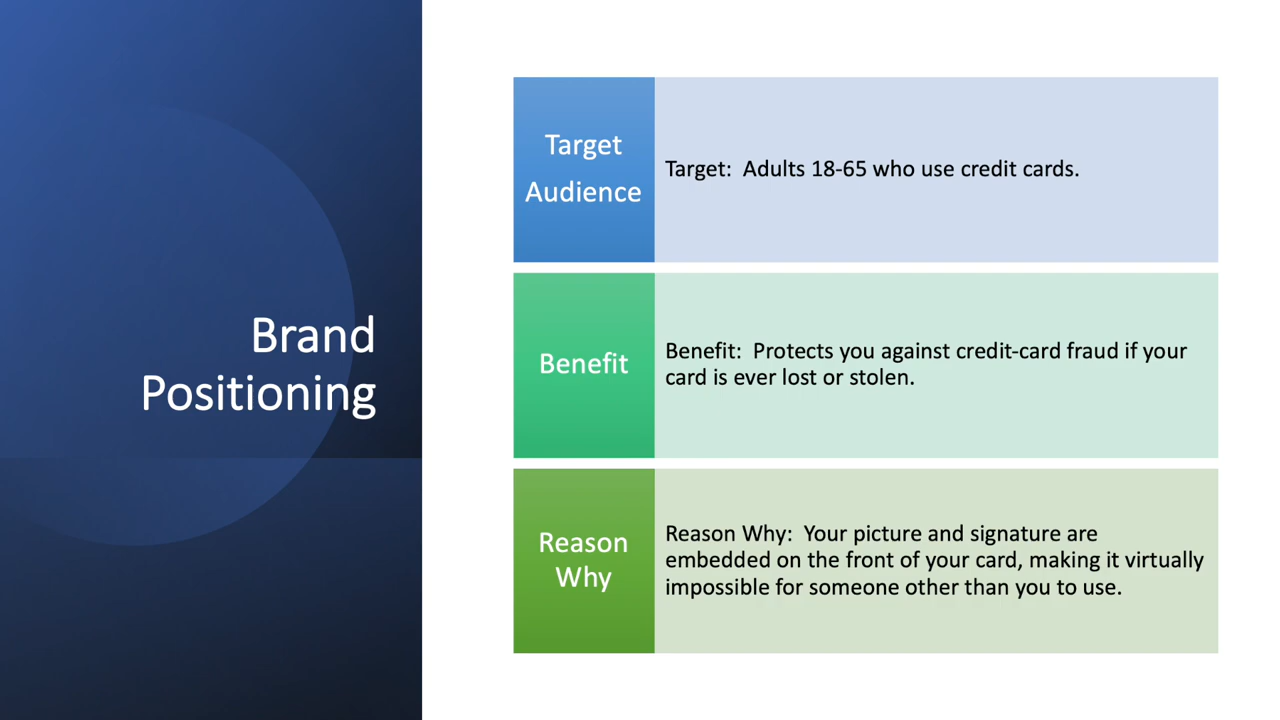 Brand
Positioning
Target
Audience
Target:  Adults 18-65 who use credit cards.
Benefit
Benefit:  Protects you against credit-card fraud if your
card is ever lost or stolen.
Reason
Why
Reason Why:  Your picture and signature are
embedded on the front of your card, making it virtually
impossible for someone other than you to use.